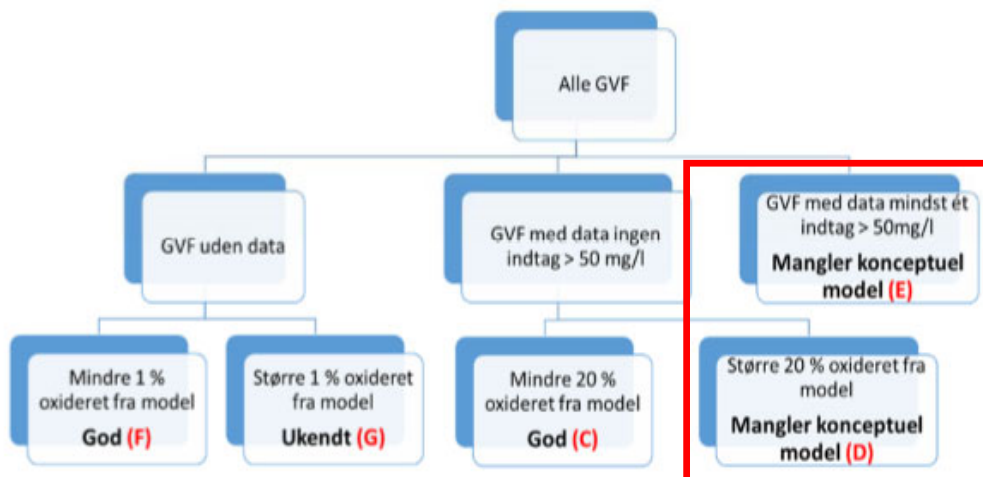 Alle GVF
GVF uden data
GVF med data ingen
indtag > 50 mg/l
GVF med data mindst ét
indtag > 50mg/l
Mangler konceptuel
model (E)
Mindre 1 %
oxideret fra model
God (F)
Større 1 % oxideret
fra model
Ukendt (G)
Mindre 20 %
oxideret fra model
God (C)
Større 20 % oxideret fra
model
Mangler konceptuel
model (D)